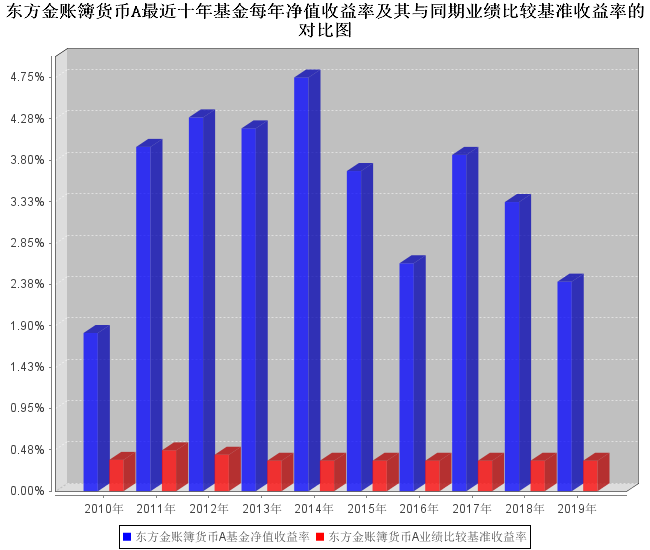 东方金账簿货币A最近十年基金每年净值收益率及其与同期业绩比较基准收益率的
对比图
4.75%
4.28%
3.80%
3.33%
2.85%
2.38%
1.90%
1.43%
0.95%
0.48%
0.00%
2010年 2011年 2012年 2013年 2014年 2015年 2016年 2017年 2018年 2019年
东方金账簿货币A基金净值收益率 东方金账簿货币A业绩比较基准收益率